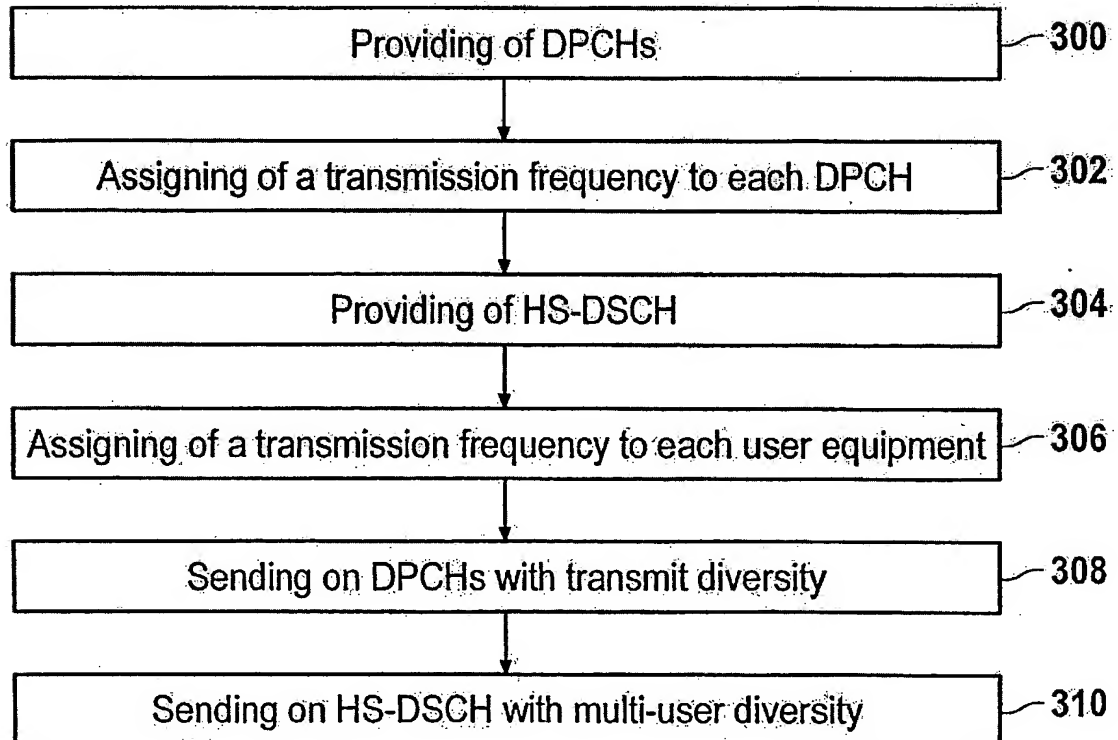 Providing of DPCHs 300
Assigning of a transmission frequency to each DPCH 302
Providing of HS-DSCH 304
Assigning of a transmission frequency to each user equipment 306
Sending on DPCHs with transmit diversity 308
Sending on HS-DSCH with multi-user diversity 310